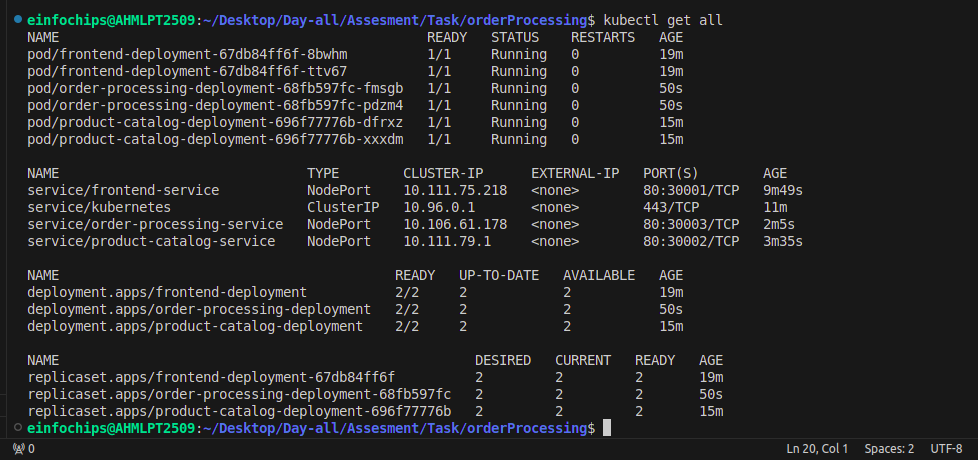 einfochips@AHMLPT2509:~/Desktop/Day-all/Assesment/Task/orderProcessing$ kubectl get all
NAME READY STATUS RESTARTS AGE
pod/frontend-deployment-67db84ff6f-8bwhm 1/1 Running 0 19m
pod/frontend-deployment-67db84ff6f-ttv67 1/1 Running 0 19m
pod/order-processing-deployment-68fb597fc-fmsgb 1/1 Running 0 50s
pod/order-processing-deployment-68fb597fc-pdzm4 1/1 Running 0 50s
pod/product-catalog-deployment-696f77776b-dfrxz 1/1 Running 0 15m
pod/product-catalog-deployment-696f77776b-xxxdm 1/1 Running 0 15m
NAME TYPE CLUSTER-IP EXTERNAL-IP PORT(S) AGE
service/frontend-service NodePort 10.111.75.218 <none> 80:30001/TCP 9m49s
service/kubernetes ClusterIP 10.96.0.1 <none> 443/TCP 11m
service/order-processing-service NodePort 10.106.61.178 <none> 80:30003/TCP 2m5s
service/product-catalog-service NodePort 10.111.79.1 <none> 80:30002/TCP 3m35s
NAME READY UP-TO-DATE AVAILABLE AGE
deployment.apps/frontend-deployment 2/2 2 2 19m
deployment.apps/order-processing-deployment 2/2 2 2 50s
deployment.apps/product-catalog-deployment 2/2 2 2 15m
NAME DESIRED CURRENT READY AGE
replicaset.apps/frontend-deployment-67db84ff6f 2 2 2 19m
replicaset.apps/order-processing-deployment-68fb597fc 2 2 2 50s
replicaset.apps/product-catalog-deployment-696f77776b 2 2 2 15m
einfochips@AHMLPT2509:~/Desktop/Day-all/Assesment/Task/orderProcessing$
0 Ln 20, Col 1 Spaces: 2 UTF-8